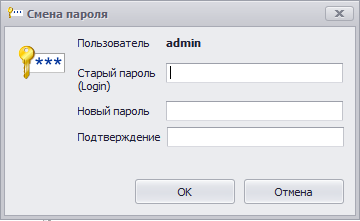 Смена пароля
Пользователь admin
Старый пароль
(Login)
Новый пароль
Подтверждение
OK Отмена